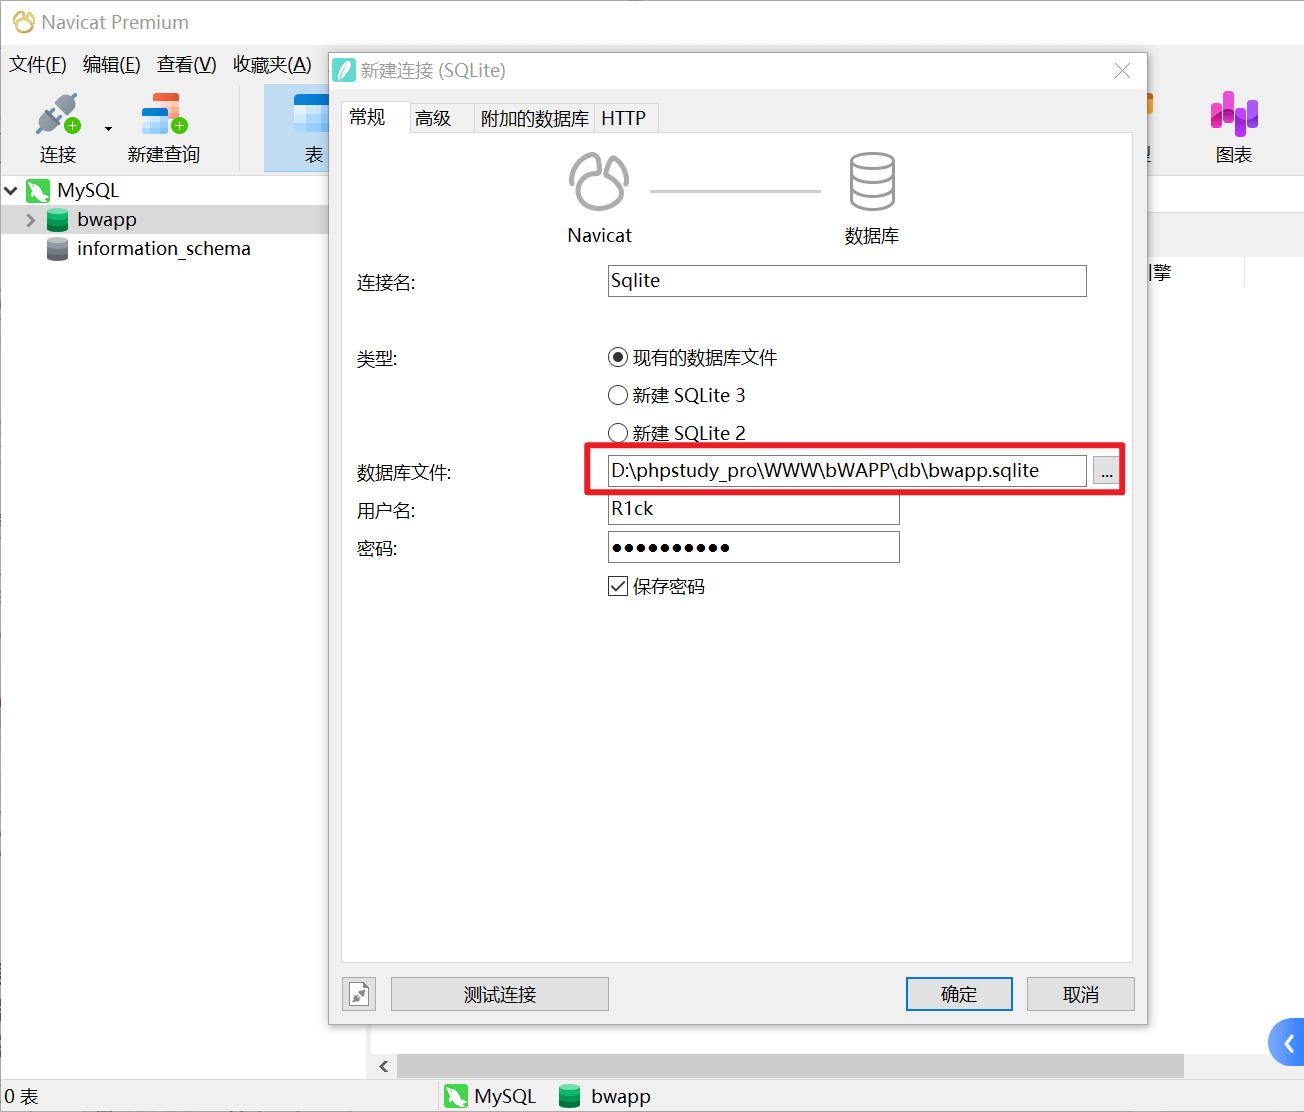 Navicat Premium
文件(F) 编辑(E) 查看(V) 收藏夹(A)
新建连接 (SQLite)
连接
新建查询
表
图表
常规 高级 附加的数据库 HTTP
MySQL
bwapp
information_schema
Navicat
数据库
连接名:
Sqlite
擎
类型:
现有的数据库文件
新建 SQLite 3
新建 SQLite 2
数据库文件:
D:\phpstudy_pro\WWW\bWAPP\db\bwapp.sqlite
...
用户名:
R1ck
密码:
●●●●●●●●●●
保存密码
测试连接
确定
取消
0 表
MySQL
bwapp